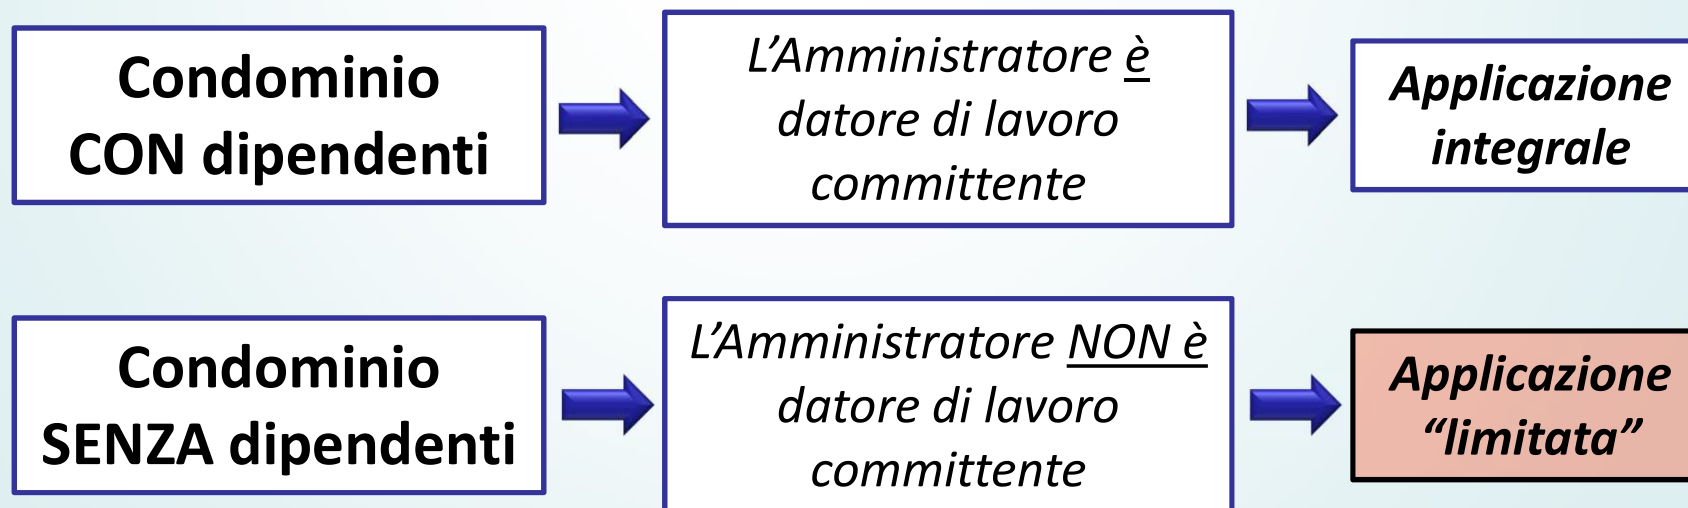 Condominio
CON dipendenti
L’Amministratore è
datore di lavoro
committente
Applicazione
integrale
Condominio
SENZA dipendenti
L’Amministratore NON è
datore di lavoro
committente
Applicazione
“limitata”